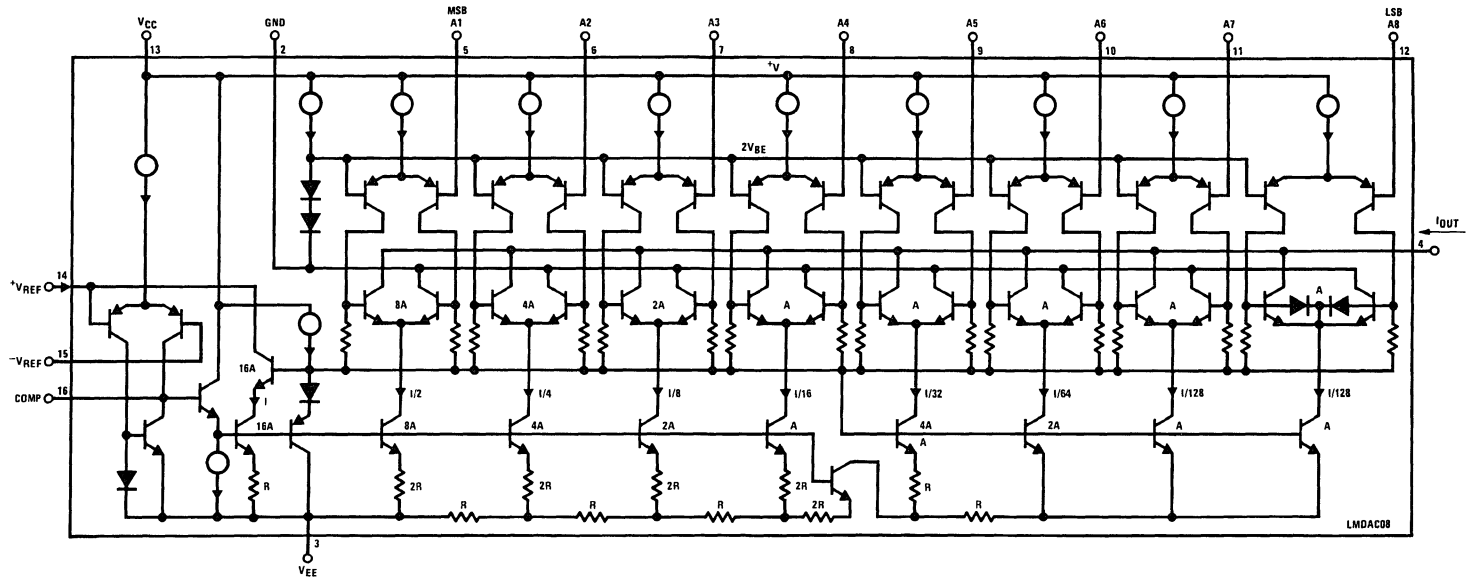 VCC GND MSB A1 A2 A3 A4 A5 A6 A7 LSB A8
13 2 5 6 7 8 9 10 11 12
+V
2VBE
IOUT
4
14
+VREF
8A 4A 2A A A A A A
15
-VREF
16A
16
COMP
I I/2 I/4 I/8 I/16 I/32 I/64 I/128 I/128
16A 8A 4A 2A A 4A 2A A A
A
R 2R 2R 2R 2R R
R R R 2R R
LMDAC08
3
VEE